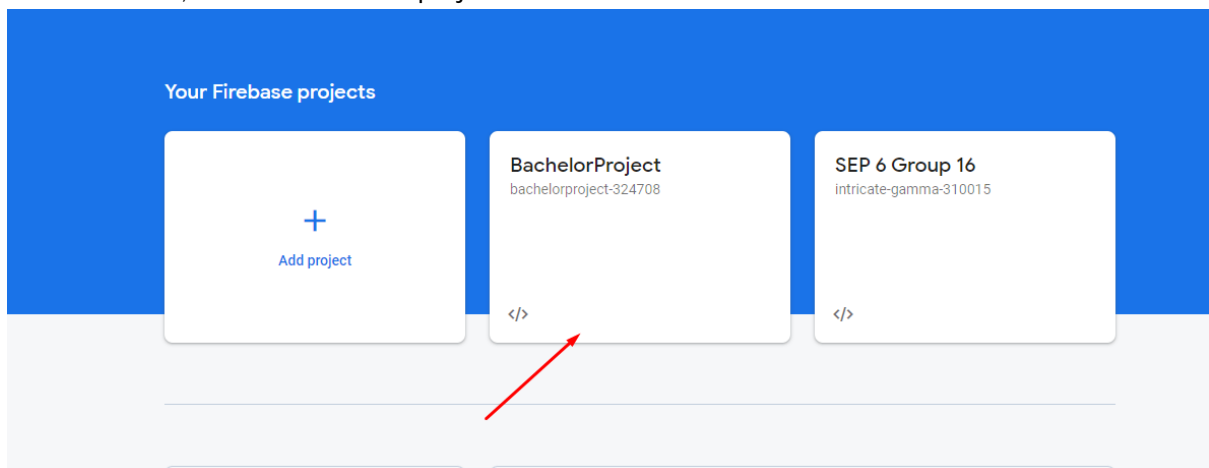 Your Firebase projects
BachelorProject
bachelorproject-324708
SEP 6 Group 16
intricate-gamma-310015
Add project
</>
</>